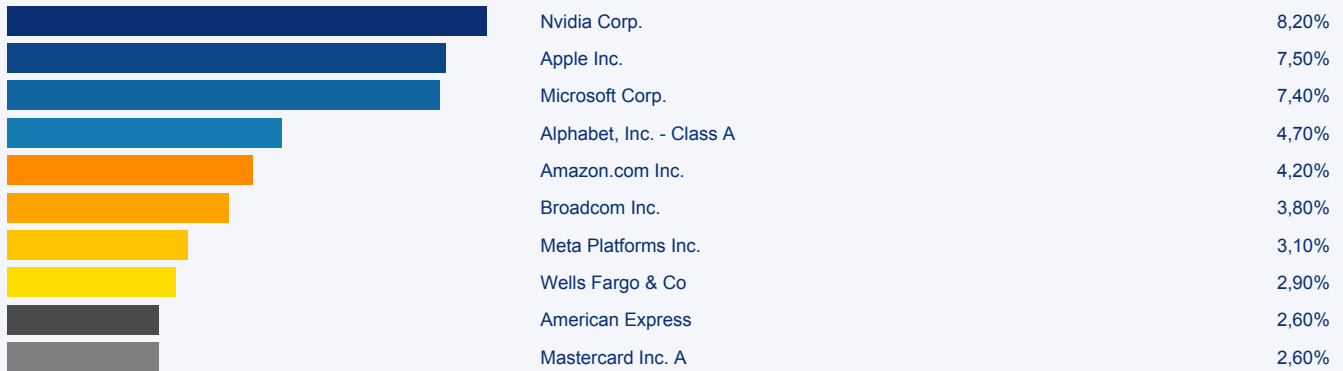 Nvidia Corp. 8,20%
Apple Inc. 7,50%
Microsoft Corp. 7,40%
Alphabet, Inc. - Class A 4,70%
Amazon.com Inc. 4,20%
Broadcom Inc. 3,80%
Meta Platforms Inc. 3,10%
Wells Fargo & Co 2,90%
American Express 2,60%
Mastercard Inc. A 2,60%